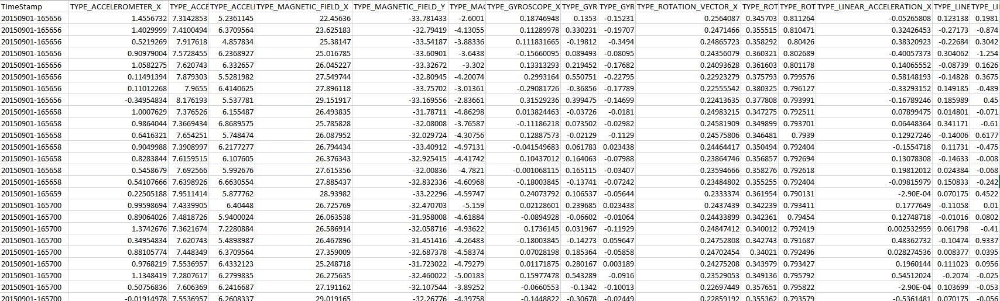 TimeStamp TYPE_ACCELEROMETER_X TYPE_ACCE TYPE_ACCEL TYPE_MAGNETIC_FIELD_X TYPE_MAGNETIC_FIELD_Y TYPE_MAC TYPE_GYROSCOPE_X TYPE_GYR TYPE_GYR TYPE_ROTATION_VECTOR_X TYPE_ROT TYPE_ROT TYPE_LINEAR_ACCELERATION_X TYPE_LINE TYPE_LI
20150901-165656 1.4556732 7.3142853 5.2361145 22.45636 -33.781433 -2.6001 0.18746948 0.1353 -0.15231 0.2564087 0.345703 0.811264 -0.05265808 0.123138 0.1981
20150901-165656 1.4029999 7.4100494 6.3709564 23.625183 -32.79419 -4.13055 0.11289978 0.330231 -0.19707 0.2471466 0.355515 0.810471 0.32426453 -0.27173 -0.874
20150901-165656 0.5219269 7.917618 4.857834 25.38147 -33.54187 -3.88336 0.111831665 -0.19812 -0.3494 0.24865723 0.358292 0.80426 0.38320923 -0.22684 0.3042
20150901-165656 0.90979004 7.5728455 6.2368927 25.016785 -33.60901 -3.6438 -0.15660095 0.089493 -0.08095 0.24356079 0.360321 0.802689 -0.40057373 0.304062 -1.254
20150901-165656 1.0582275 7.620743 6.332657 26.045227 -33.32672 -3.302 0.13313293 0.219452 -0.17682 0.24093628 0.361603 0.801178 0.14065552 -0.08739 0.1626
20150901-165656 0.11491394 7.879303 5.5281982 27.549744 -32.80945 -4.20074 0.2993164 0.550751 -0.22795 0.22923279 0.375793 0.799576 0.58148193 -0.14828 0.3675
20150901-165656 0.11012268 7.9655 6.4140625 27.896118 -33.75702 -3.01361 -0.29081726 -0.36856 -0.17789 0.22555542 0.380325 0.796127 -0.33293152 0.149185 -0.489
20150901-165656 -0.34954834 8.176193 5.537781 29.151917 -33.169556 -2.83661 0.31529236 0.399475 -0.14699 0.22413635 0.377808 0.793991 -0.16789246 0.185989 0.45
20150901-165658 1.0007629 7.376526 6.155487 26.493835 -31.78711 -4.86298 0.013824463 -0.03726 -0.0181 0.24983215 0.347275 0.792511 0.07899475 0.014801 -0.071
20150901-165658 0.9864044 7.3669434 6.8689575 25.785828 -32.08008 -3.76587 -0.11186218 0.073502 -0.02982 0.24581909 0.349899 0.793701 0.06448364 0.341171 -0.61
20150901-165658 0.6416321 7.654251 5.748474 26.087952 -32.029724 -4.30756 0.12887573 -0.02129 -0.1129 0.24575806 0.346481 0.7939 0.12927246 -0.14006 0.6177
20150901-165658 0.9049988 7.3908997 6.2177277 26.794434 -33.40912 -4.97131 -0.041549683 0.061783 0.023438 0.24464417 0.350494 0.792404 -0.1554718 0.11731 -0.475
20150901-165658 0.8283844 7.6159515 6.107605 26.376343 -32.925415 -4.41742 0.10437012 0.164063 -0.07988 0.23864746 0.356857 0.792694 0.13078308 -0.14633 -0.008
20150901-165658 0.5458679 7.692566 5.992676 27.615356 -32.00836 -4.7821 -0.001068115 0.165115 -0.03407 0.23594666 0.358276 0.792618 0.19812012 0.024384 -0.068
20150901-165658 0.54107666 7.6398926 6.6630554 27.885437 -32.832336 -4.60968 -0.18003845 -0.13741 -0.07242 0.23484802 0.355255 0.792404 -0.09815979 0.150833 -0.242
20150901-165659 0.22505188 7.9511414 5.877762 28.93982 -33.22296 -4.59747 0.24073792 0.106537 -0.05644 0.2333374 0.361954 0.790131 -2.90E-04 0.070175 0.4522
20150901-165700 0.99598694 7.4339905 6.40448 26.725769 -32.470703 -5.159 0.02128601 0.239685 0.023438 0.2437439 0.342239 0.793411 0.1777649 -0.11058 0.01
20150901-165700 0.89064026 7.4818726 5.9400024 26.063538 -31.958008 -4.61884 -0.0894928 -0.06602 -0.01064 0.24433899 0.342361 0.79454 0.12748718 -0.01016 0.0802
20150901-165700 1.3742676 7.3621674 7.2280884 26.586914 -32.058716 -4.93622 0.1736145 0.031967 -0.11929 0.24847412 0.340012 0.792419 0.002532959 0.061798 -0.41
20150901-165700 0.34954834 7.620743 5.4898987 26.467896 -31.451416 -4.26483 -0.18003845 -0.14273 0.059647 0.24752808 0.342743 0.791687 0.48362732 -0.10474 0.9337
20150901-165700 0.88105774 7.448349 6.3709564 27.359009 -32.687378 -4.58374 0.07028198 0.185364 -0.05858 0.24702454 0.34021 0.792496 0.028274536 0.008377 0.0395
20150901-165700 0.9768219 7.5536957 6.4332123 25.248718 -31.723022 -4.79279 0.01171875 0.280167 0.003189 0.24275208 0.343979 0.793427 0.1960144 0.111023 0.0956
20150901-165700 1.1348419 7.2807617 6.2799835 26.275635 -32.460022 -5.00183 0.15977478 0.543289 -0.0916 0.23529053 0.349136 0.795792 0.54512024 -0.2074 -0.025
20150901-165700 0.50756836 7.606369 6.2416687 27.191162 -32.107544 -3.89252 -0.0660553 -0.1342 -0.10013 0.22697449 0.357651 0.795822 -2.90E-04 0.103699 -0.053
20150901-165700 -0.01914978 7.5536957 6.2608337 29.019165 -32.26776 -4.39758 -0.1448822 -0.30678 -0.02449 0.22859192 0.355362 0.793579 -0.5361481 0.070175 -0.056